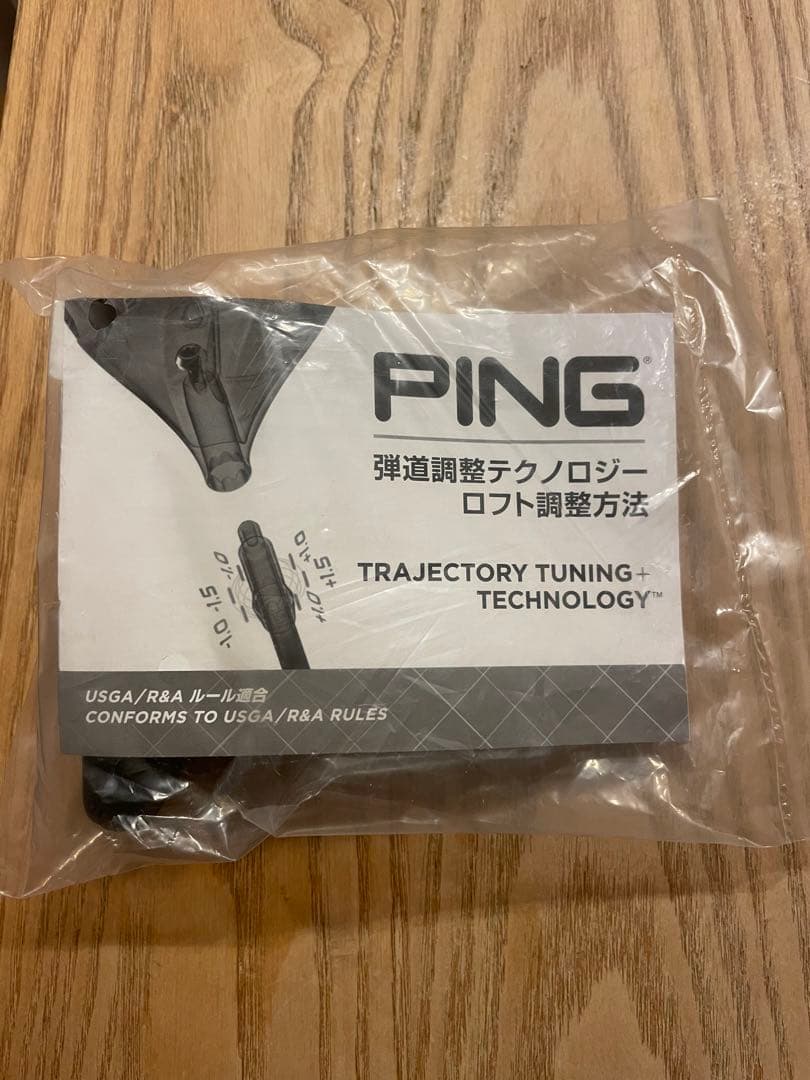 PING®
弾道調整テクノロジー
ロフト調整方法
TRAJECTORY TUNING+
TECHNOLOGY™
USGA/R&A ルール適合
CONFORMS TO USGA/R&A RULES